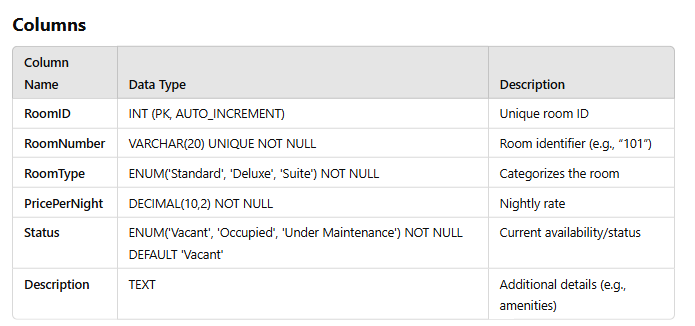 Columns
Column Name Data Type Description
RoomID INT (PK, AUTO_INCREMENT) Unique room ID
RoomNumber VARCHAR(20) UNIQUE NOT NULL Room identifier (e.g., “101”)
RoomType ENUM('Standard', 'Deluxe', 'Suite') NOT NULL Categorizes the room
PricePerNight DECIMAL(10,2) NOT NULL Nightly rate
Status ENUM('Vacant', 'Occupied', 'Under Maintenance') NOT NULL Current availability/status
DEFAULT 'Vacant'
Description TEXT Additional details (e.g.,
amenities)